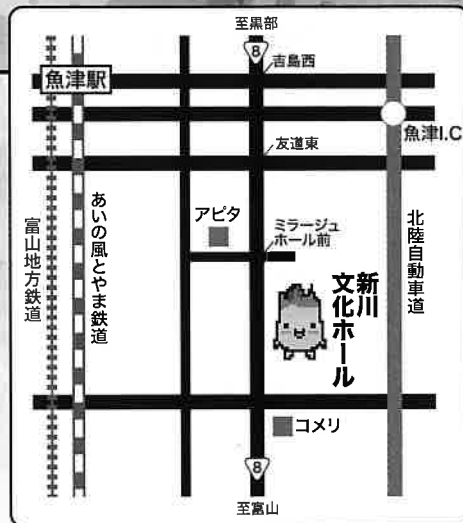 至黒部
8
吉島西
魚津駅
魚津I.C
友道東
アピタ
ミラージュ
ホール前
富山地方鉄道
あいの風とやま鉄道
新川
文化ホール
北陸自動車道
コメリ
8
至富山